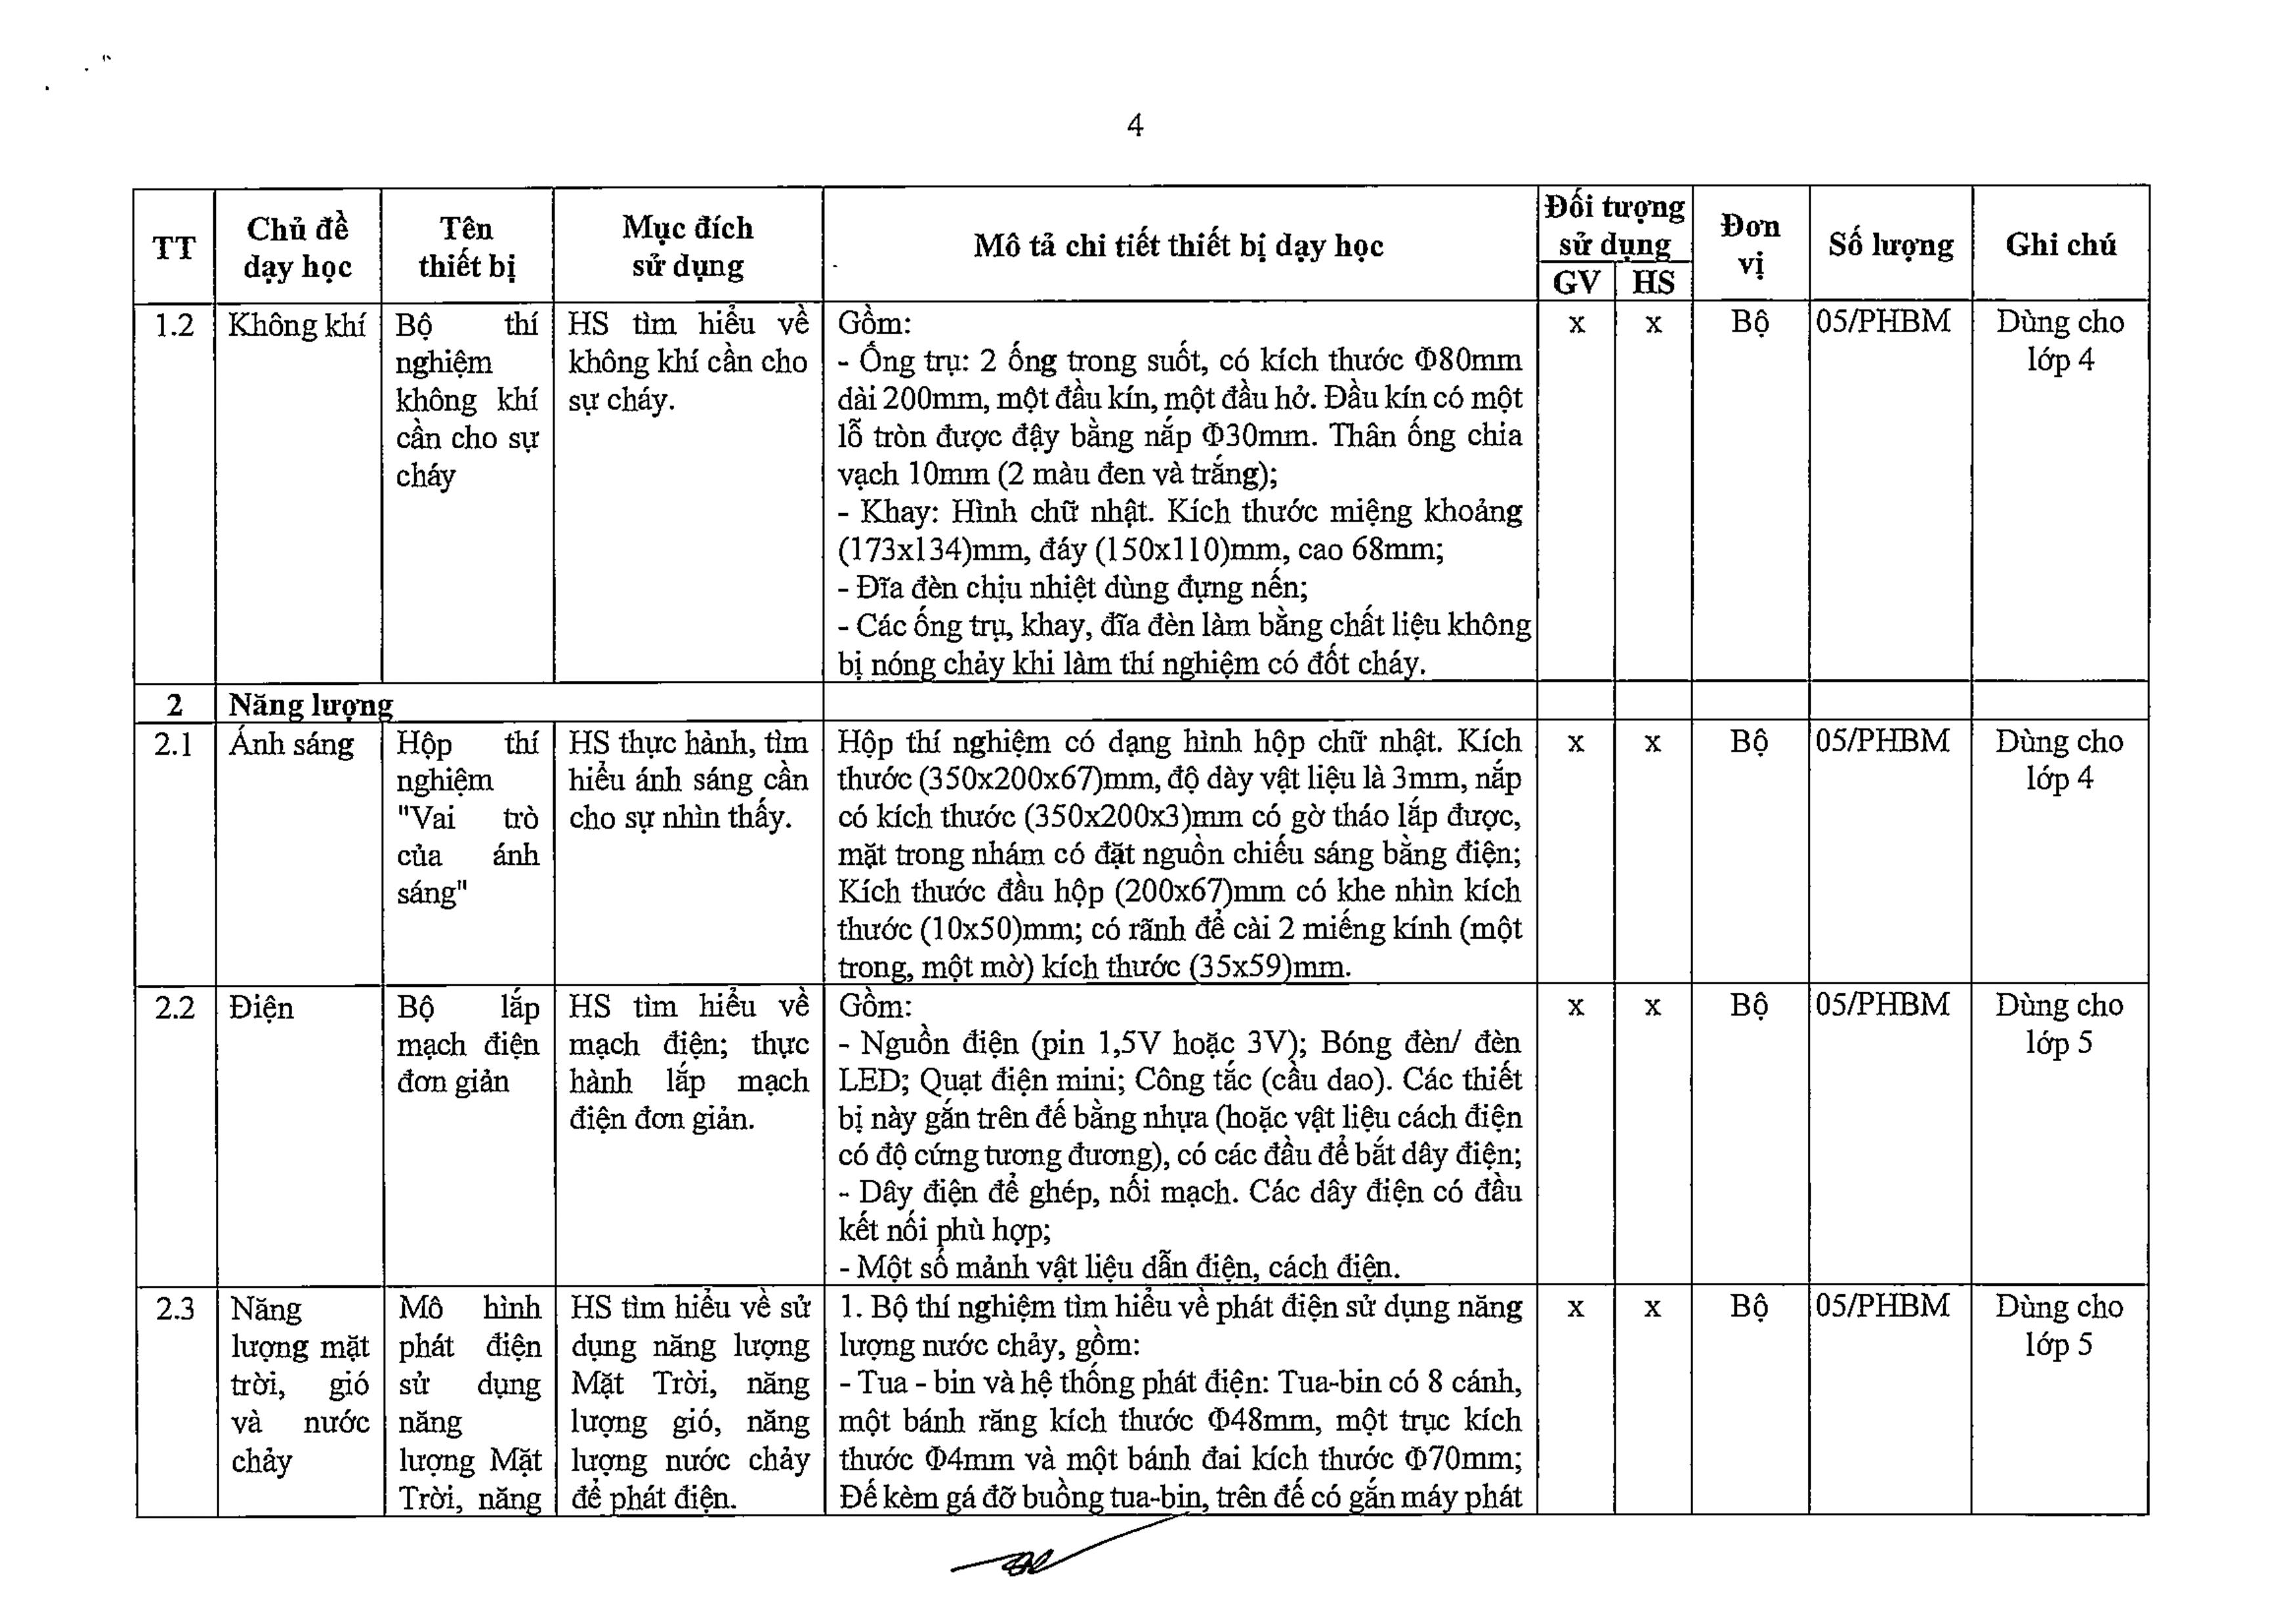 4
TT
Chủ đề
dạy học
Tên
thiết bị
Mục đích
sử dụng
Mô tả chi tiết thiết bị dạy học
Đối tượng
sử dụng
GV
HS
Đơn
vị
Số lượng
Ghi chú
1.2
Không khí
Bộ thí
nghiệm
không khí
cần cho sự
cháy
HS tìm hiểu về
không khí cần cho
sự cháy.
Gồm:
- Ống trụ: 2 ống trong suốt, có kích thước Φ80mm
dài 200mm, một đầu kín, một đầu hở. Đầu kín có một
lỗ tròn được đậy bằng nắp Φ30mm. Thân ống chia
vạch 10mm (2 màu đen và trắng);
- Khay: Hình chữ nhật. Kích thước miệng khoảng
(173x134)mm, đáy (150x110)mm, cao 68mm;
- Đĩa đèn chịu nhiệt dùng đựng nến;
- Các ống trụ, khay, đĩa đèn làm bằng chất liệu không
bị nóng chảy khi làm thí nghiệm có đốt cháy.
x
x
Bộ
05/PHBM
Dùng cho
lớp 4
2
Năng lượng
2.1
Ánh sáng
Hộp thí
nghiệm
"Vai trò
của ánh
sáng"
HS thực hành, tìm
hiểu ánh sáng cần
cho sự nhìn thấy.
Hộp thí nghiệm có dạng hình hộp chữ nhật. Kích
thước (350x200x67)mm, độ dày vật liệu là 3mm, nắp
có kích thước (350x200x3)mm có gờ tháo lắp được,
mặt trong nhám có đặt nguồn chiếu sáng bằng điện;
Kích thước đầu hộp (200x67)mm có khe nhìn kích
thước (10x50)mm; có rãnh để cài 2 miếng kính (một
trong, một mờ) kích thước (35x59)mm.
x
x
Bộ
05/PHBM
Dùng cho
lớp 4
2.2
Điện
Bộ lắp
mạch điện
đơn giản
HS tìm hiểu về
mạch điện; thực
hành lắp mạch
điện đơn giản.
Gồm:
- Nguồn điện (pin 1,5V hoặc 3V); Bóng đèn/ đèn
LED; Quạt điện mini; Công tắc (cầu dao). Các thiết
bị này gắn trên đế bằng nhựa (hoặc vật liệu cách điện
có độ cứng tương đương), có các đầu để bắt dây điện;
- Dây điện để ghép, nối mạch. Các dây điện có đầu
kết nối phù hợp;
- Một số mảnh vật liệu dẫn điện, cách điện.
x
x
Bộ
05/PHBM
Dùng cho
lớp 5
2.3
Năng
lượng mặt
trời, gió
và nước
chảy
Mô hình
phát điện
sử dụng
năng
lượng Mặt
Trời, năng
HS tìm hiểu về sử
dụng năng lượng
Mặt Trời, năng
lượng gió, năng
lượng nước chảy
để phát điện.
1. Bộ thí nghiệm tìm hiểu về phát điện sử dụng năng
lượng nước chảy, gồm:
- Tua - bin và hệ thống phát điện: Tua-bin có 8 cánh,
một bánh răng kích thước Φ48mm, một trục kích
thước Φ4mm và một bánh đai kích thước Φ70mm;
Đế kèm gá đỡ buồng tua-bin, trên đế có gắn máy phát
x
x
Bộ
05/PHBM
Dùng cho
lớp 5